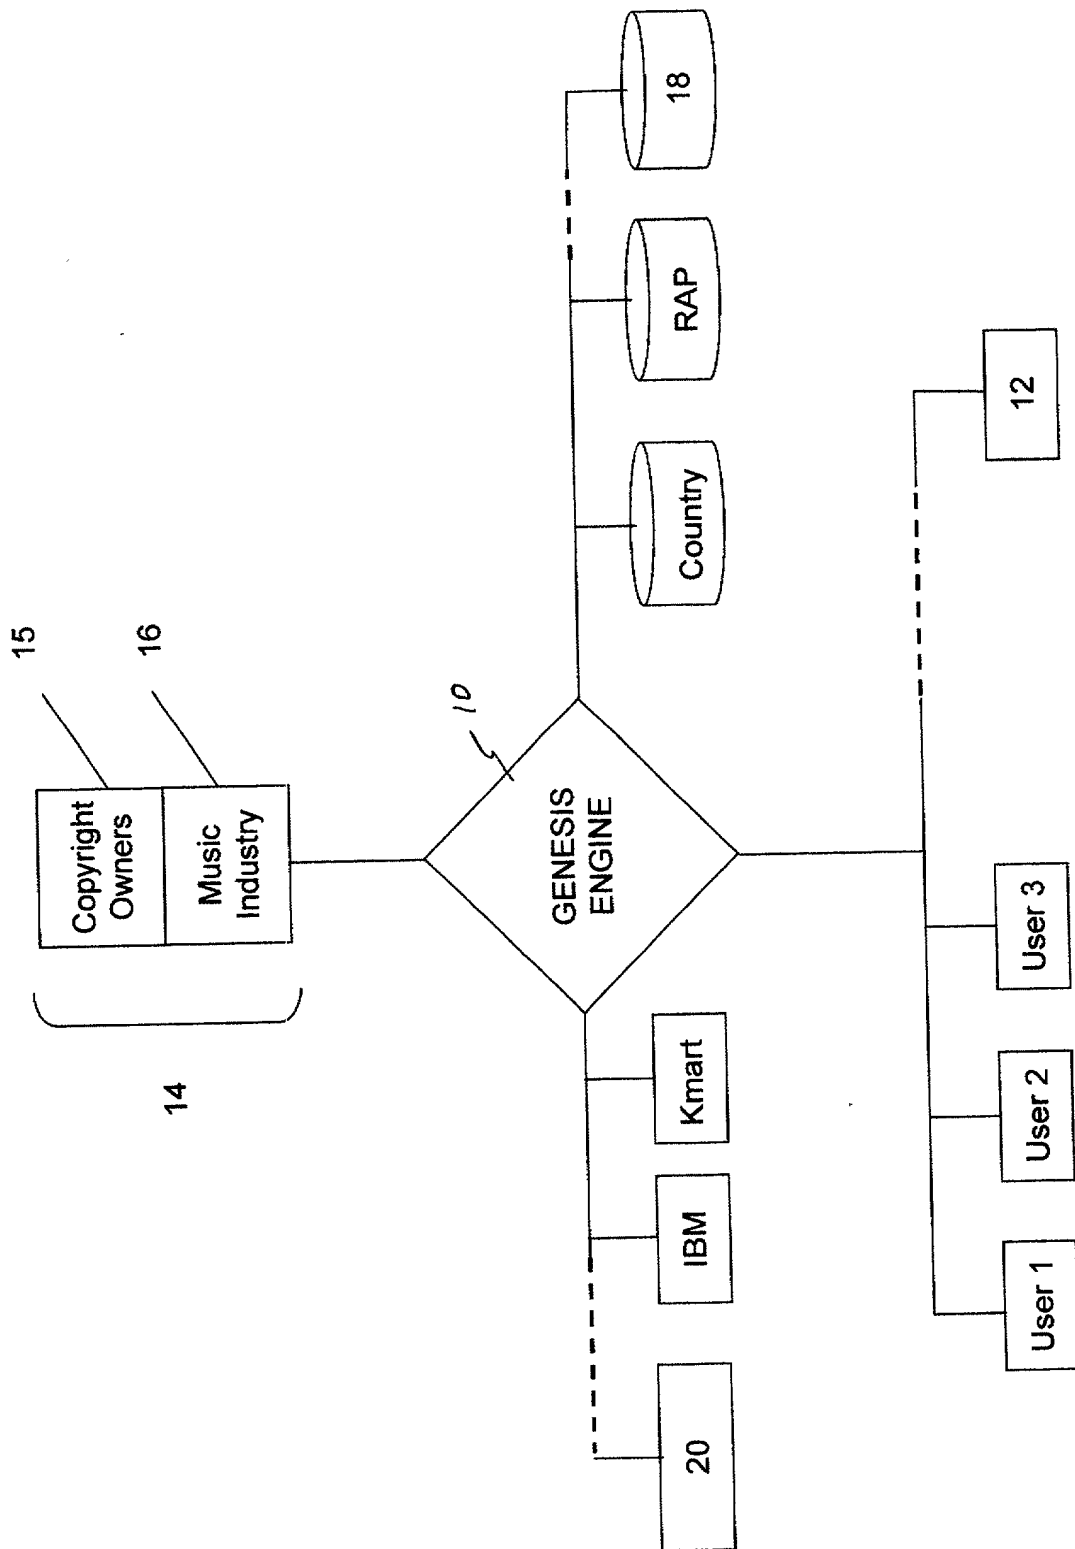 15
16
Copyright
Owners
Music
Industry
14
10
GENESIS
ENGINE
20
IBM
Kmart
Country
RAP
18
User 1
User 2
User 3
12